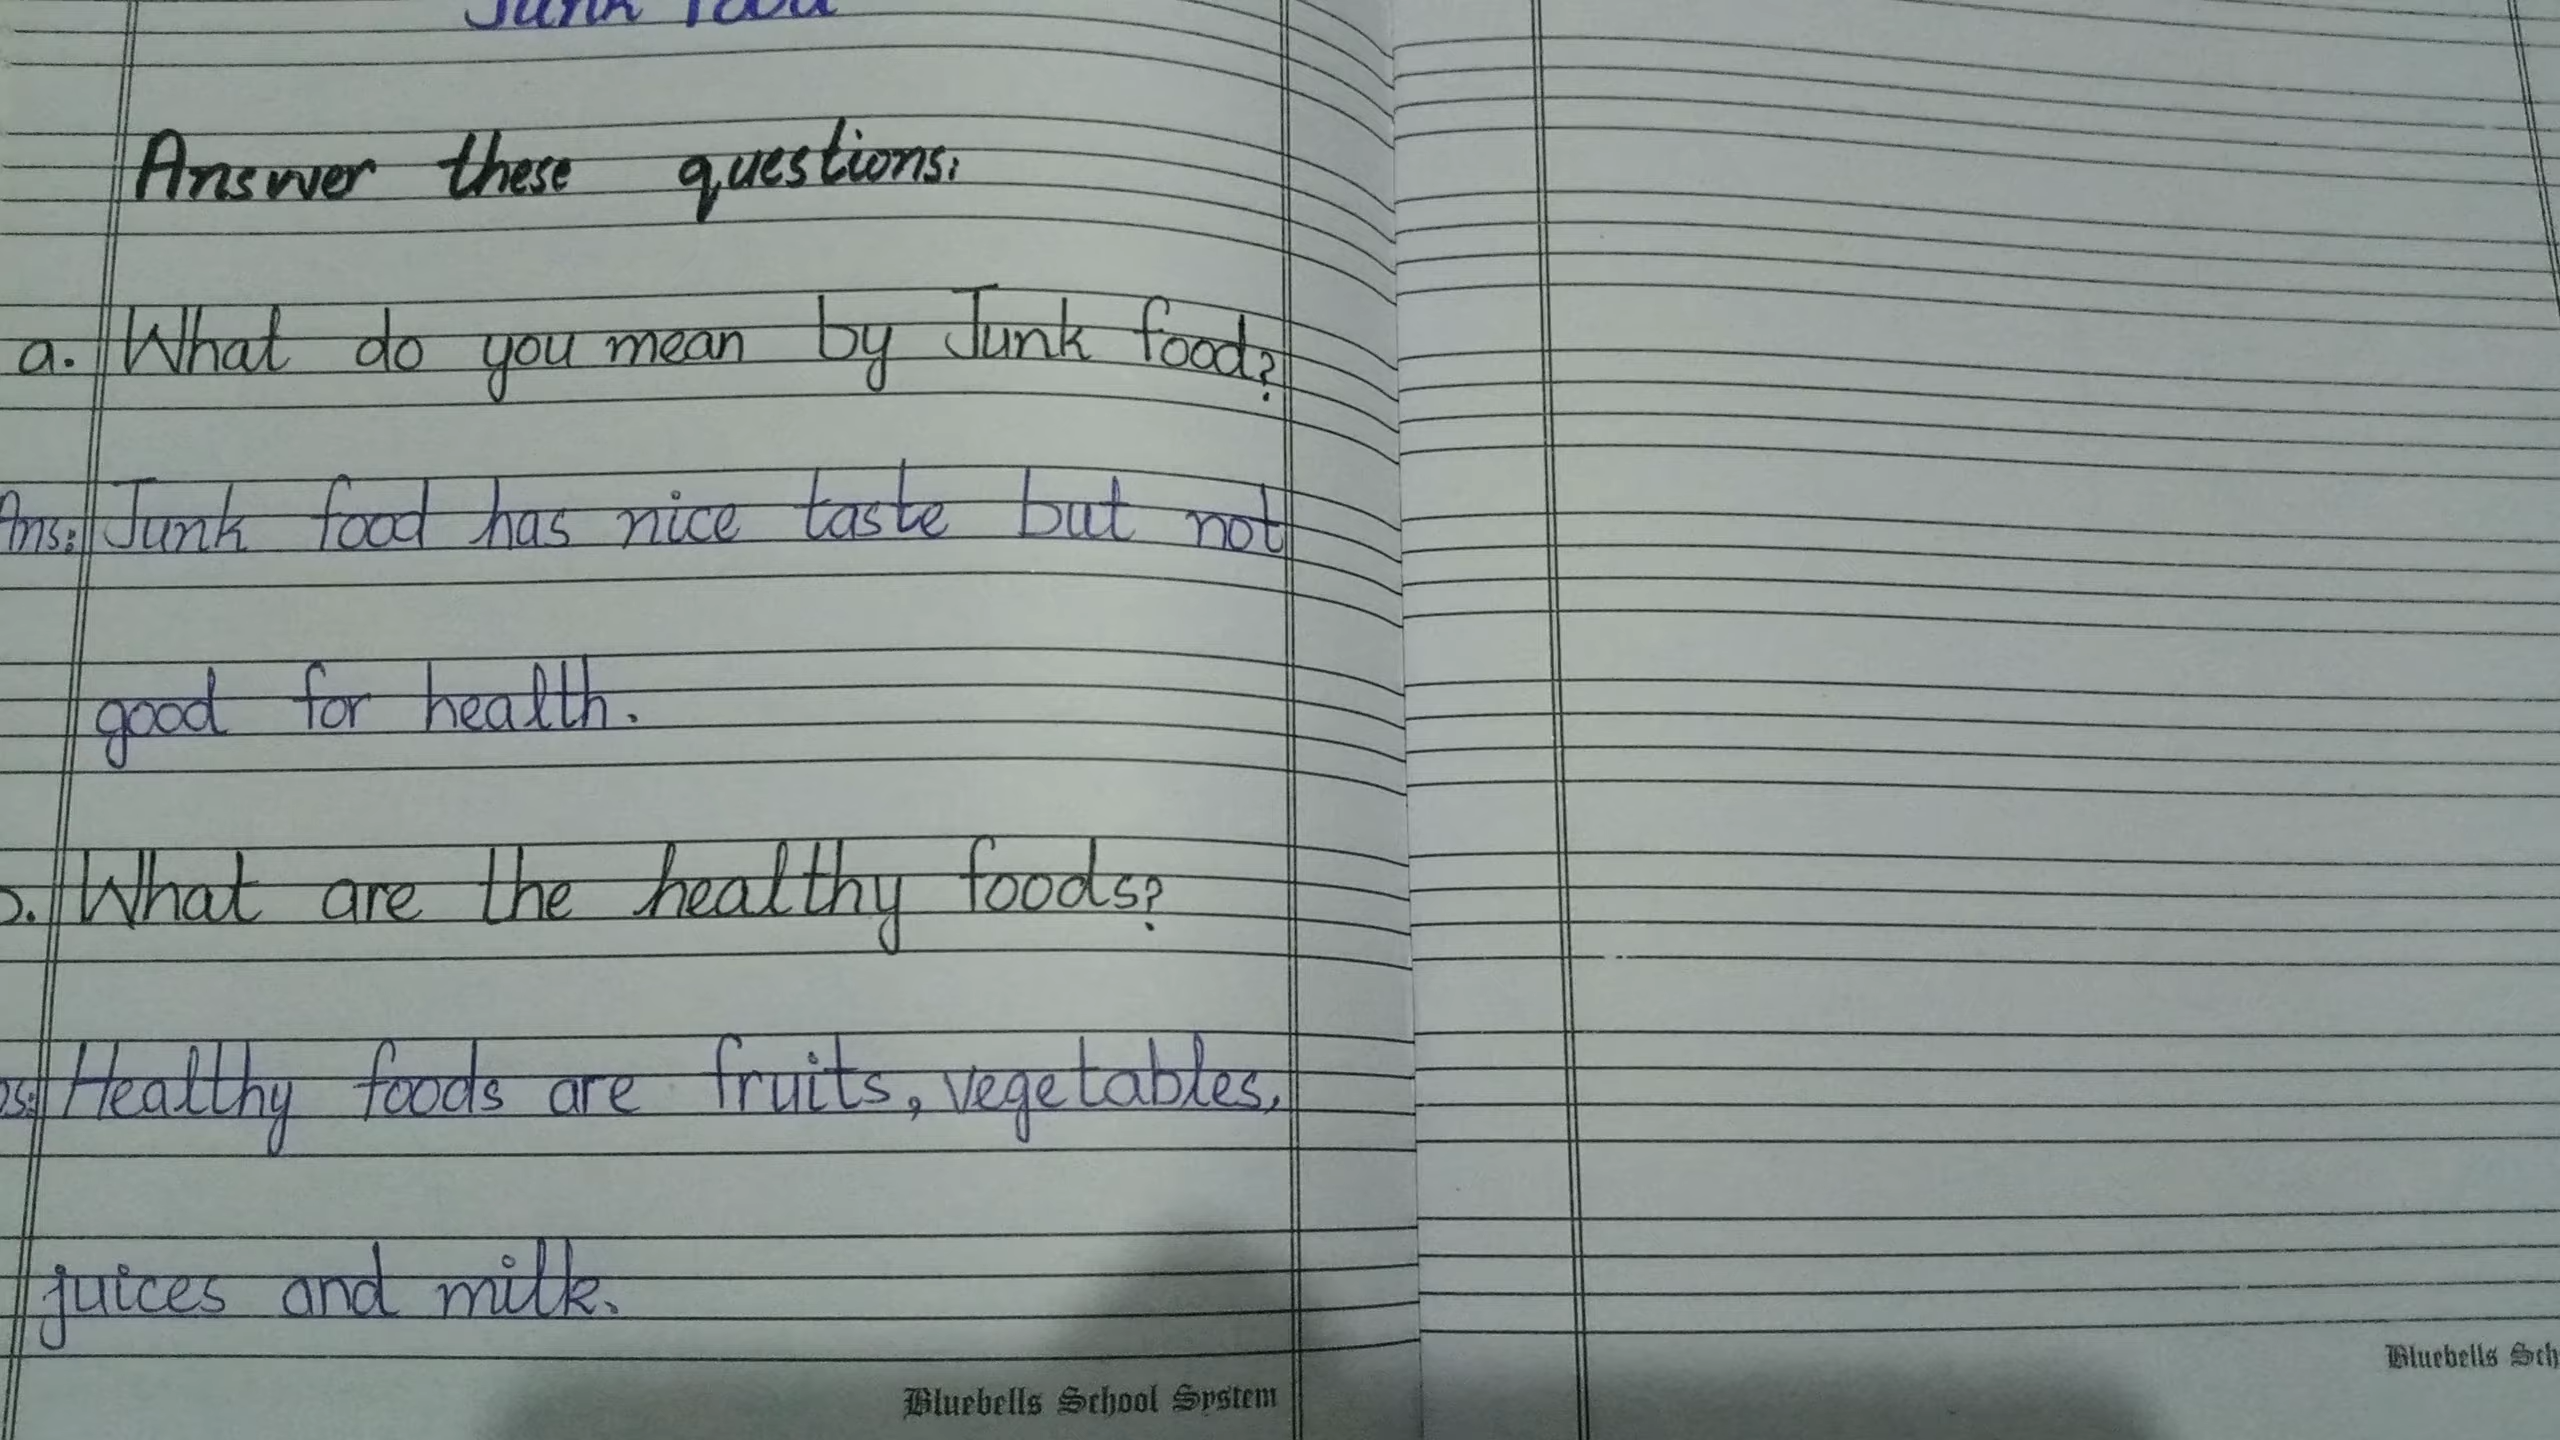 Junk food
Answer these questions.
a. What do you mean by Junk food?
Ans: Junk food has nice taste but not
good for health.
What are the healthy foods?
Healthy foods are fruits, vegetables,
juices and milk.
Bluebells School System
Bluebells Sch